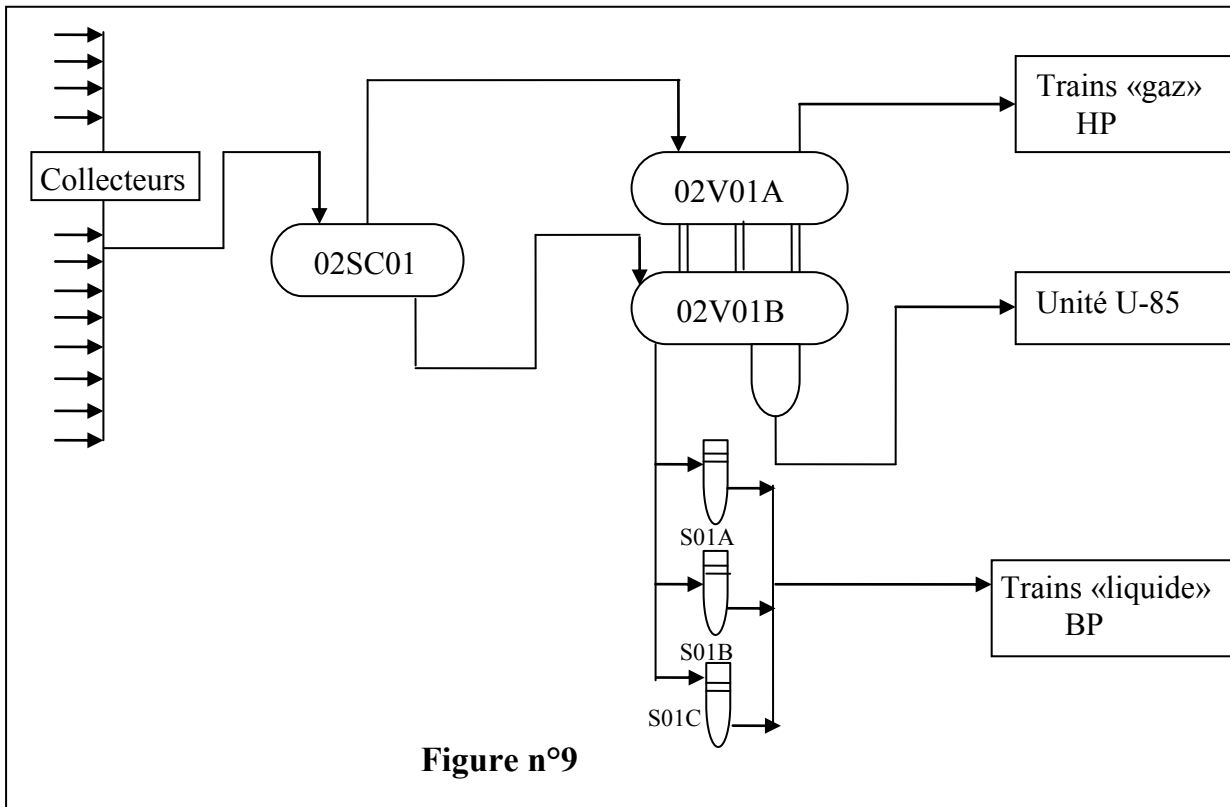 Trains «gaz»
HP
Collecteurs
02V01A
02SC01
02V01B
Unité U-85
S01A
Trains «liquide»
BP
S01B
S01C
Figure n°9